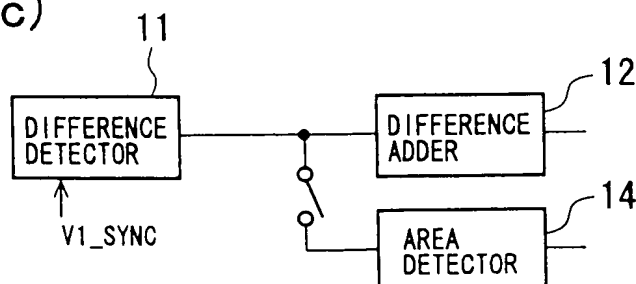 c)
11
12
DIFFERENCE
DETECTOR
DIFFERENCE
ADDER
14
V1_SYNC
AREA
DETECTOR